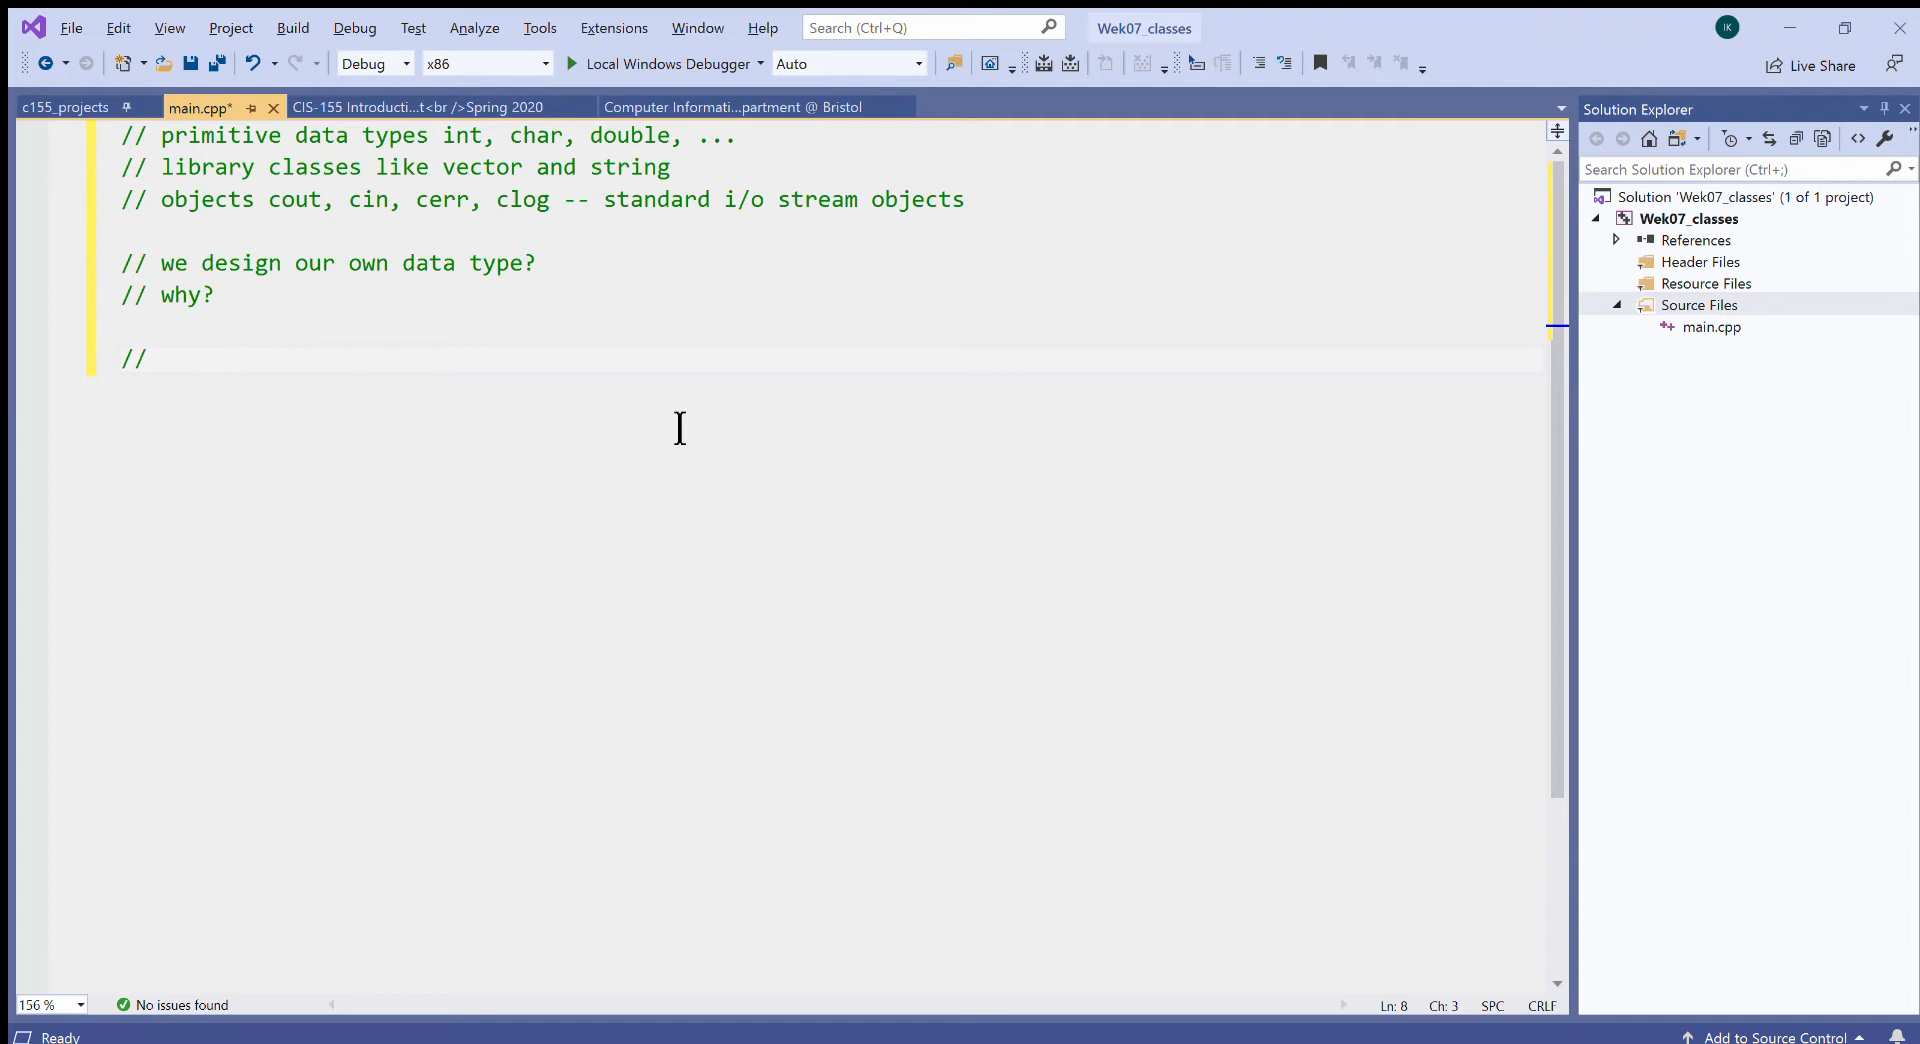 File Edit View Project Build Debug Test Analyze Tools Extensions Window Help Search (Ctrl+Q) Wek07_classes IK
Debug x86 Local Windows Debugger Auto Live Share
c155_projects main.cpp* CIS-155 Introducti...t<br />Spring 2020 Computer Informati...partment @ Bristol
// primitive data types int, char, double, ...
// library classes like vector and string
// objects cout, cin, cerr, clog -- standard i/o stream objects
// we design our own data type?
// why?
//
156 % No issues found Ln: 8 Ch: 3 SPC CRLF
Solution Explorer
Search Solution Explorer (Ctrl+;)
Solution 'Wek07_classes' (1 of 1 project)
Wek07_classes
References
Header Files
Resource Files
Source Files
main.cpp
Ready Add to Source Control